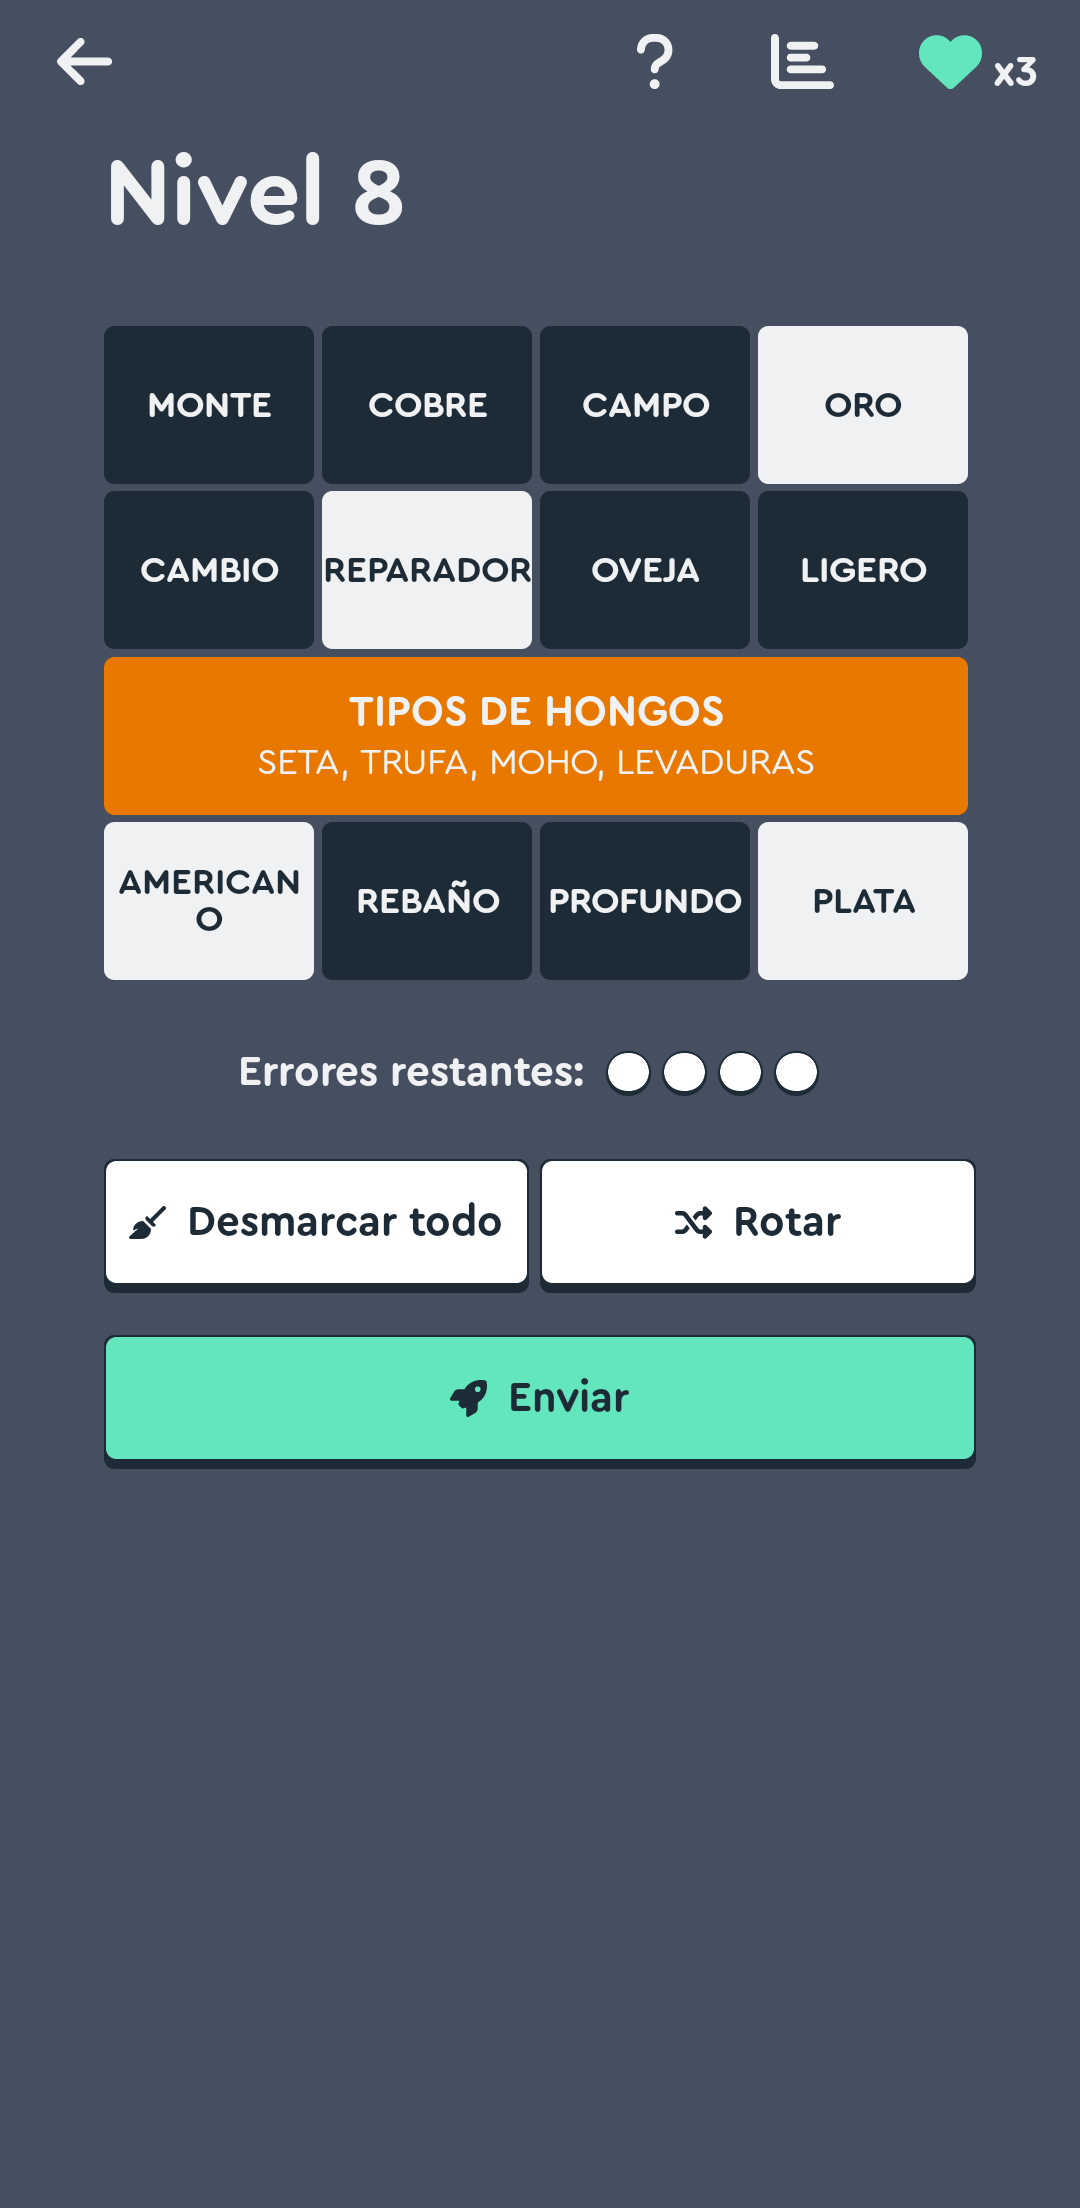 x3
Nivel 8
MONTE COBRE CAMPO ORO
CAMBIO REPARADOR OVEJA LIGERO
TIPOS DE HONGOS
SETA, TRUFA, MOHO, LEVADURAS
AMERICAN
O
REBAÑO PROFUNDO PLATA
Errores restantes:
Desmarcar todo Rotar
Enviar